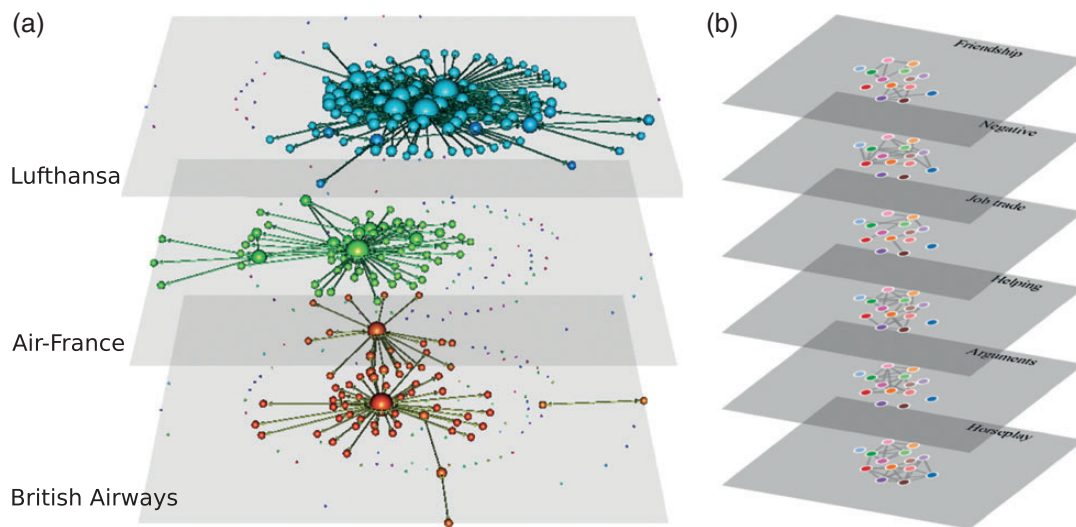 (a)
Lufthansa
Air-France
British Airways
(b)
Friendship
Negative
Job trade
Helping
Arguments
Horseplay